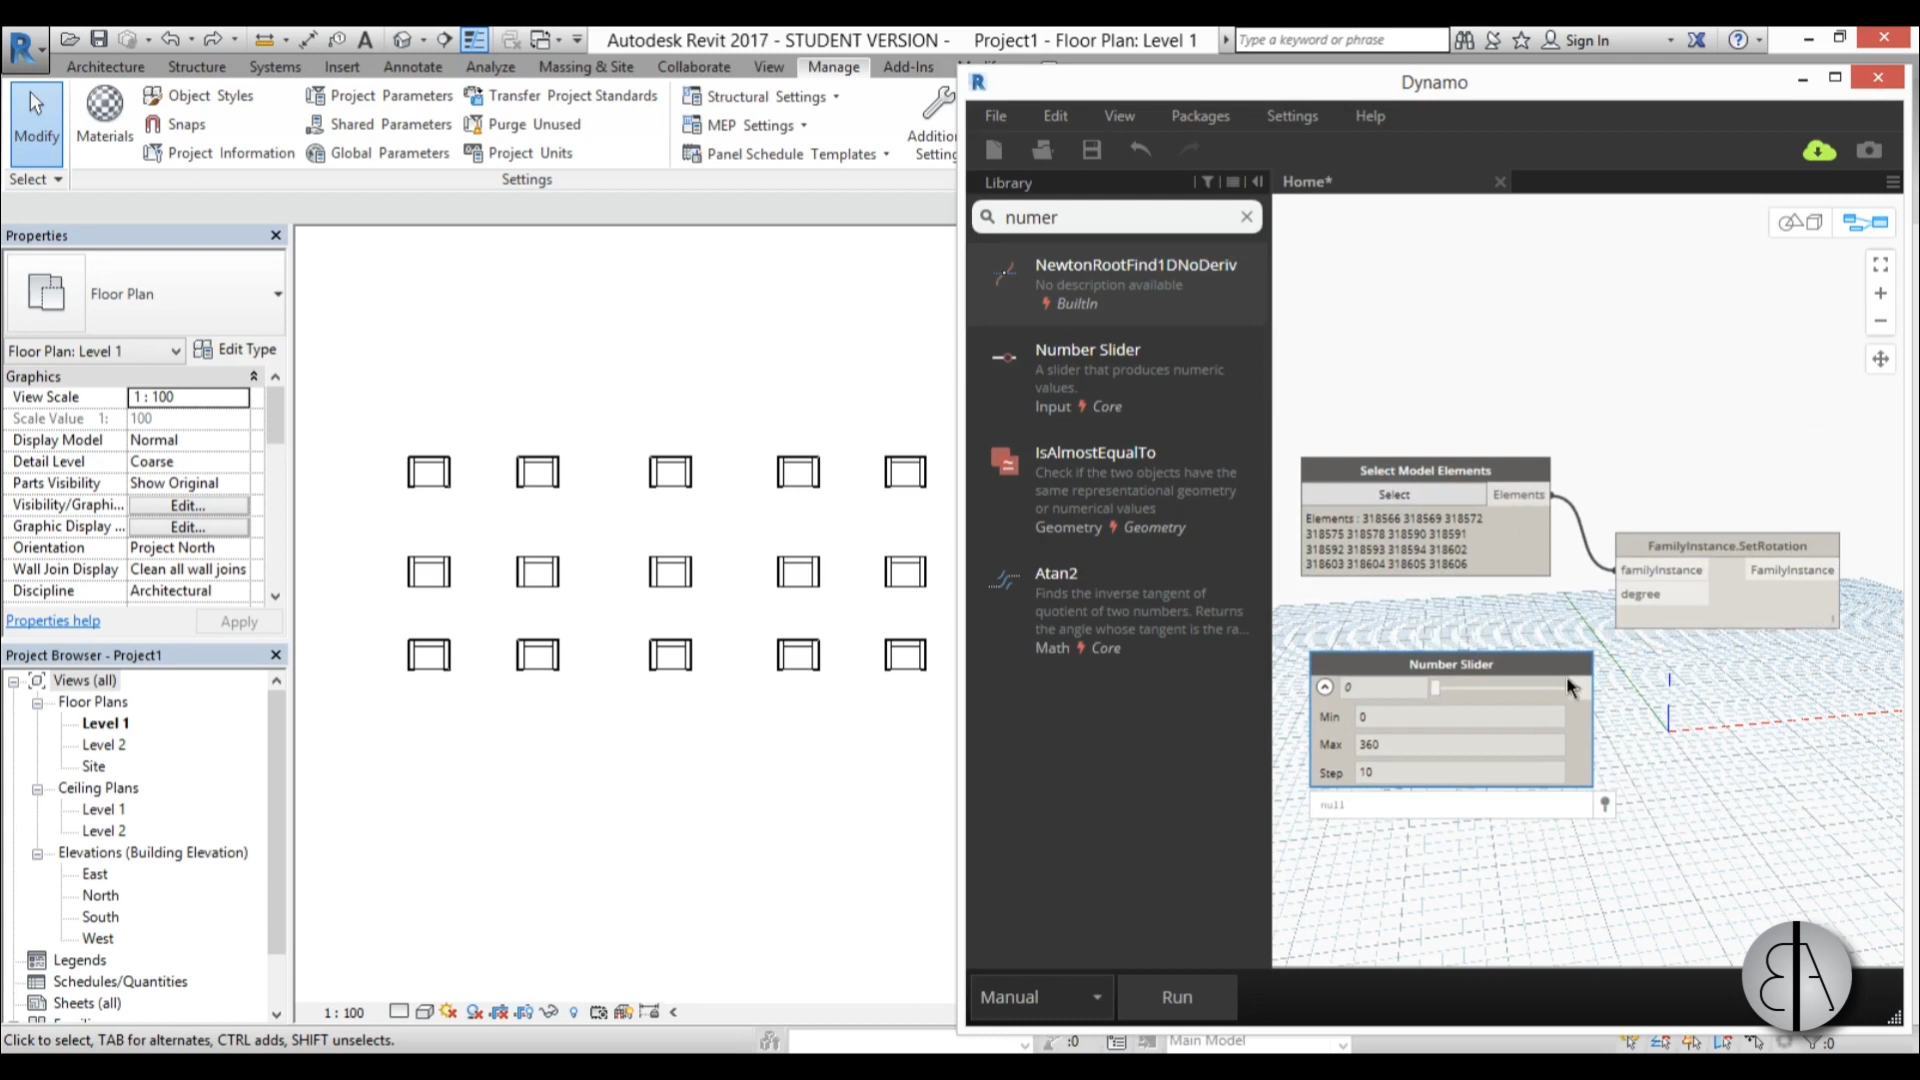 Autodesk Revit 2017 - STUDENT VERSION - Project1 - Floor Plan: Level 1
Type a keyword or phrase
Sign In
Architecture Structure Systems Insert Annotate Analyze Massing & Site Collaborate View Manage Add-Ins
Modify
Materials
Object Styles
Snaps
Project Information
Project Parameters
Shared Parameters
Global Parameters
Transfer Project Standards
Purge Unused
Project Units
Structural Settings
MEP Settings
Panel Schedule Templates
Additio
Setting
Select
Settings
Properties
Floor Plan
Floor Plan: Level 1
Edit Type
Graphics
View Scale 1 : 100
Scale Value 1: 100
Display Model Normal
Detail Level Coarse
Parts Visibility Show Original
Visibility/Graphi... Edit...
Graphic Display ... Edit...
Orientation Project North
Wall Join Display Clean all wall joins
Discipline Architectural
Properties help
Apply
Project Browser - Project1
Views (all)
Floor Plans
Level 1
Level 2
Site
Ceiling Plans
Level 1
Level 2
Elevations (Building Elevation)
East
North
South
West
Legends
Schedules/Quantities
Sheets (all)
1 : 100
Click to select, TAB for alternates, CTRL adds, SHIFT unselects.
:0
Main Model
:0
Dynamo
File Edit View Packages Settings Help
Library
Home*
numer
NewtonRootFind1DNoDeriv
No description available
BuiltIn
Number Slider
A slider that produces numeric
values.
Input Core
IsAlmostEqualTo
Check if the two objects have the
same representational geometry
or numerical values
Geometry Geometry
Atan2
Finds the inverse tangent of
quotient of two numbers. Returns
the angle whose tangent is the ra...
Math Core
Select Model Elements
Select
Elements
Elements : 318566 318569 318572
318575 318578 318590 318591
318592 318593 318594 318602
318603 318604 318605 318606
FamilyInstance.SetRotation
familyInstance
FamilyInstance
degree
Number Slider
0
Min 0
Max 360
Step 10
null
Manual
Run